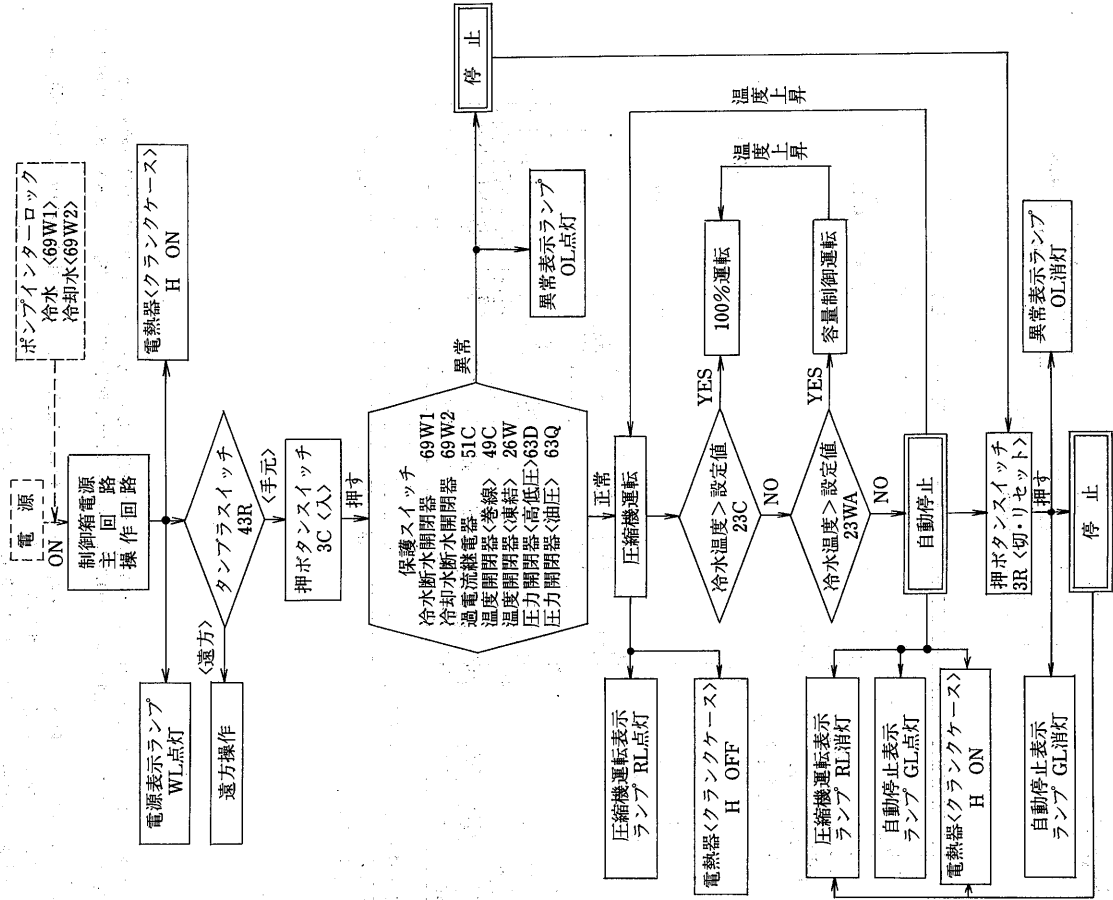 電源
ON
ポンプインターロック
冷水 <69W1>
冷却水<69W2>
制御箱電源
主回路
操作回路
電源表示ランプ
WL点灯
電熱器<クランクケース>
H ON
タンブラスイッチ
43R
<遠方>
遠方操作
<手元>
押ボタンスイッチ
3C <入>
押す
保護スイッチ
冷水断水開閉器 69W1
冷却水断水開閉器 69W2
過電流継電器 51C
温度開閉器<巻線> 49C
温度開閉器<凍結> 26W
圧力開閉器<高低圧>63D
圧力開閉器<油圧> 63Q
異常
停止
異常表示ランプ
OL点灯
正常
圧縮機運転
圧縮機運転表示
ランプ RL点灯
電熱器<クランクケース>
H OFF
冷水温度>設定値
23C
YES
100%運転
NO
冷水温度>設定値
23WA
YES
容量制御運転
温度上昇
温度上昇
NO
自動停止
圧縮機運転表示
ランプ RL消灯
自動停止表示
ランプ GL点灯
電熱器<クランクケース>
H ON
押ボタンスイッチ
3R <切・リセット>
押す
自動停止表示
ランプ GL消灯
異常表示ランプ
OL消灯
停止